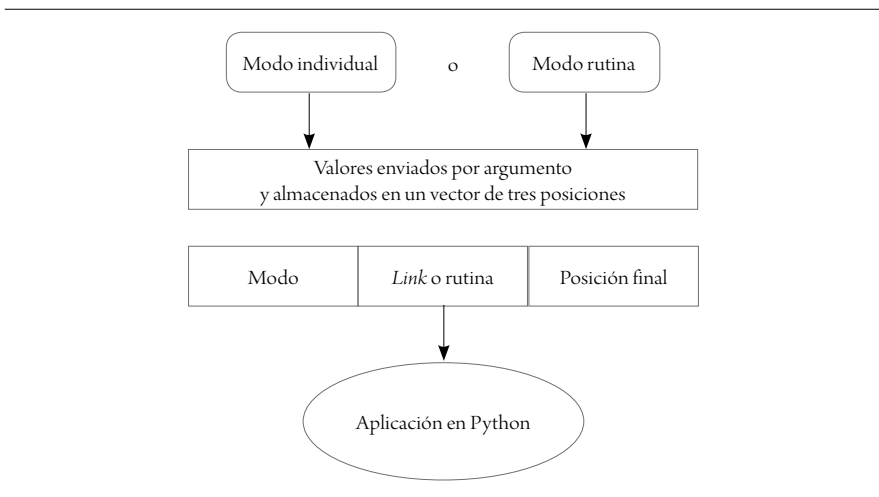 Modo individual o Modo rutina
Valores enviados por argumento
y almacenados en un vector de tres posiciones
Modo Link o rutina Posición final
Aplicación en Python